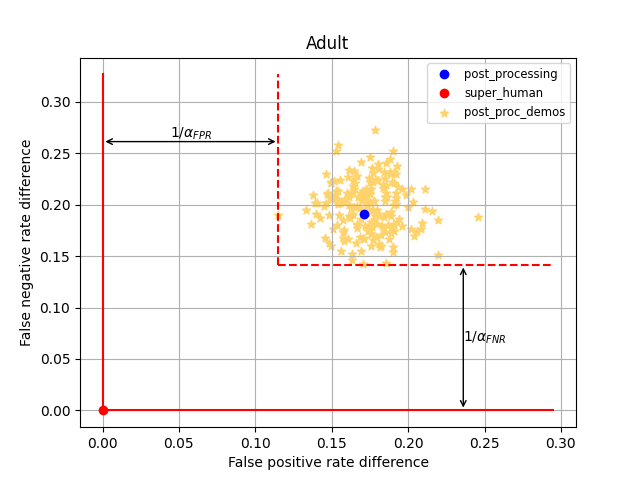 Adult
post_processing
super_human
post_proc_demos
1/α_FPR
1/α_FNR
False negative rate difference
0.30
0.25
0.20
0.15
0.10
0.05
0.00
0.00 0.05 0.10 0.15 0.20 0.25 0.30
False positive rate difference